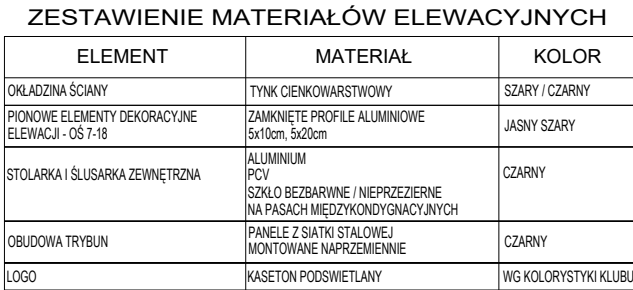 ZESTAWIENIE MATERIAŁÓW ELEWACYJNYCH
ELEMENT MATERIAŁ KOLOR
OKŁADZINA ŚCIANY TYNK CIENKOWARSTWOWY SZARY / CZARNY
PIONOWE ELEMENTY DEKORACYJNE
ELEWACJI - OŚ 7-18
ZAMKNIĘTE PROFILE ALUMINIOWE
5x10cm, 5x20cm
JASNY SZARY
STOLARKA I ŚLUSARKA ZEWNĘTRZNA
ALUMINIUM
PCV
SZKŁO BEZBARWNE / NIEPRZEZIERNE
NA PASACH MIĘDZYKONDYGNACYJNYCH
CZARNY
OBUDOWA TRYBUN
PANELE Z SIATKI STALOWEJ
MONTOWANE NAPRZEMIENNIE
CZARNY
LOGO KASETON PODSWIETLANY WG KOLORYSTYKI KLUBU